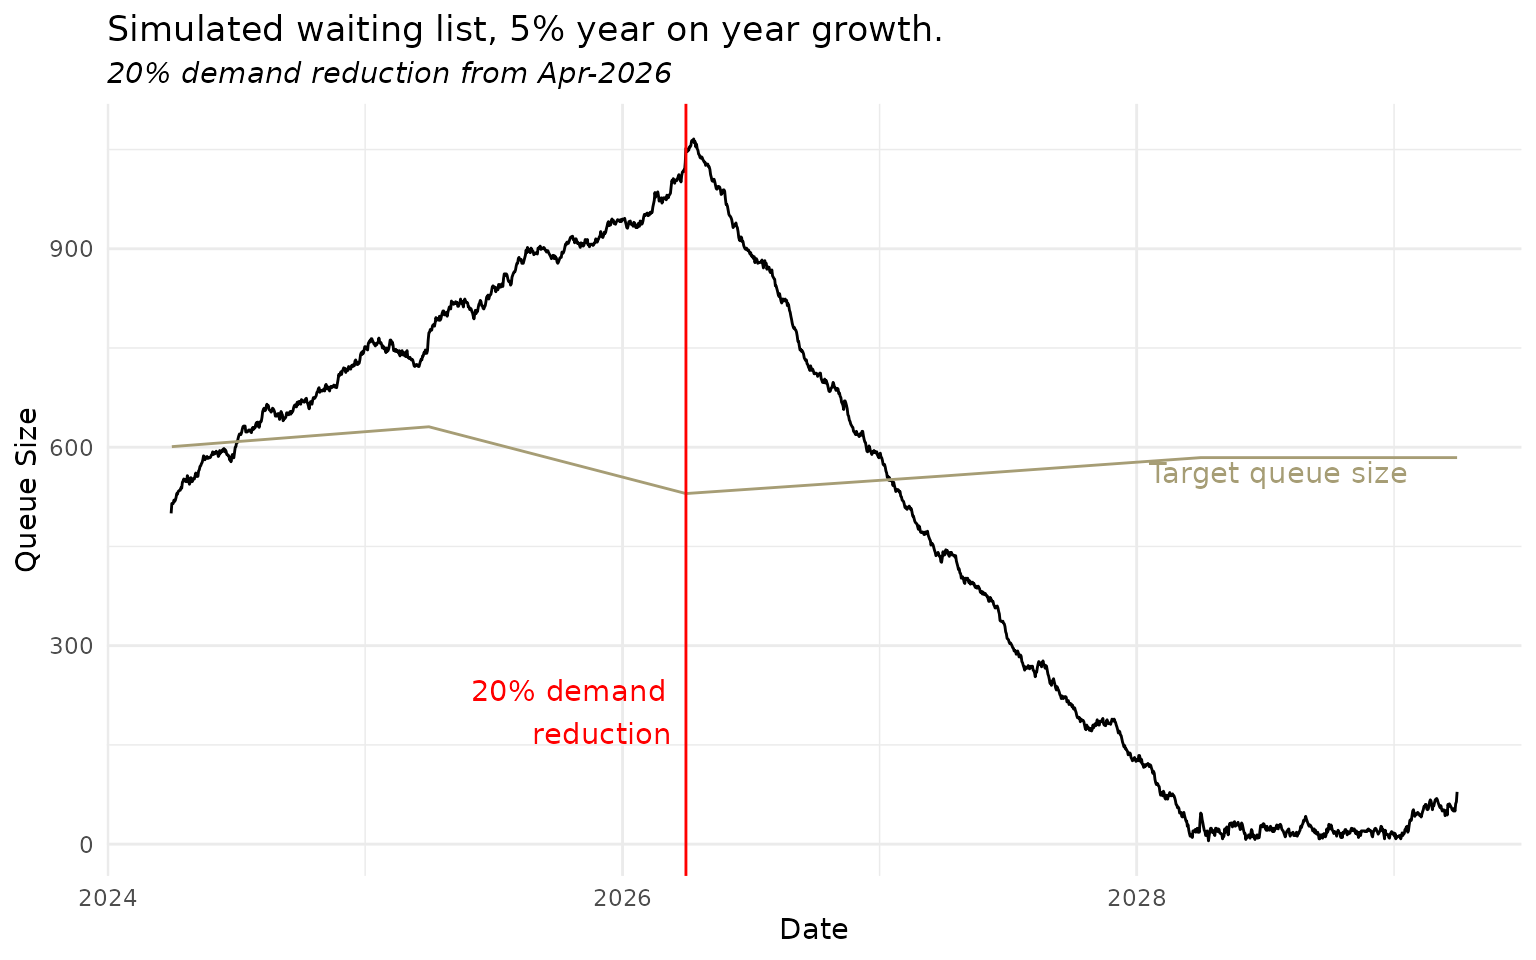 Simulated waiting list, 5% year on year growth.
20% demand reduction from Apr-2026
Queue Size
900
600
300
0
Target queue size
20% demand
reduction
2024
2026
2028
Date